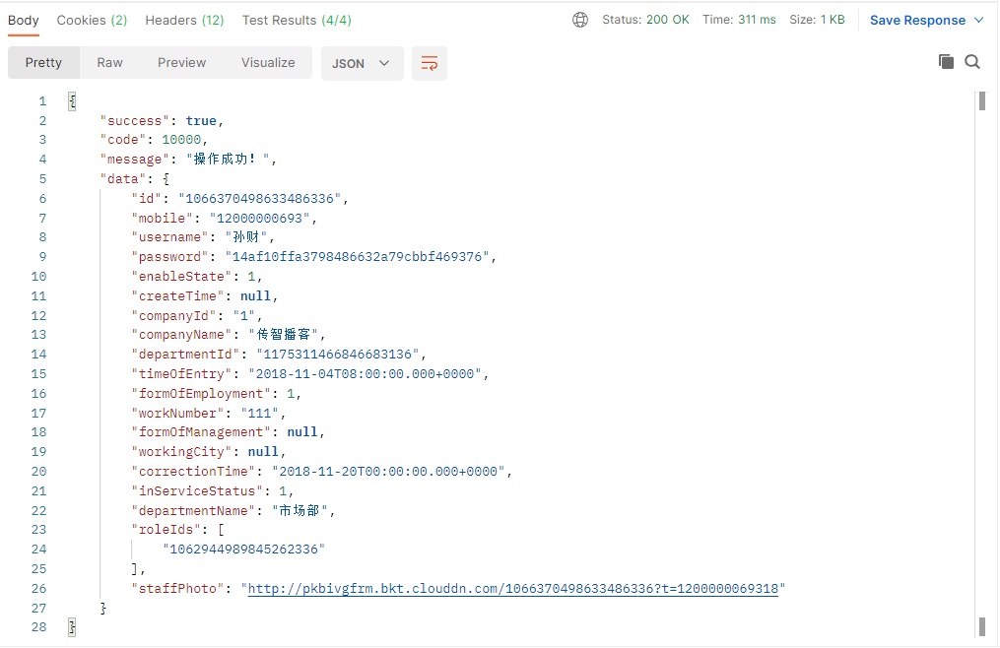 Body Cookies (2) Headers (12) Test Results (4/4) Status: 200 OK Time: 311 ms Size: 1 KB Save Response
Pretty Raw Preview Visualize JSON
1 {
2 "success": true,
3 "code": 10000,
4 "message": "操作成功！",
5 "data": {
6 "id": "1066370498633486336",
7 "mobile": "12000000693",
8 "username": "孙财",
9 "password": "14af10ffa3798486632a79cbbf469376",
10 "enableState": 1,
11 "createTime": null,
12 "companyId": "1",
13 "companyName": "传智播客",
14 "departmentId": "1175311466846683136",
15 "timeOfEntry": "2018-11-04T08:00:00.000+0000",
16 "formOfEmployment": 1,
17 "workNumber": "111",
18 "formOfManagement": null,
19 "workingCity": null,
20 "correctionTime": "2018-11-20T00:00:00.000+0000",
21 "inServiceStatus": 1,
22 "departmentName": "市场部",
23 "roleIds": [
24 "1062944989845262336"
25 ],
26 "staffPhoto": "http://pkbivgfrm.bkt.clouddn.com/1066370498633486336?t=1200000069318"
27 }
28 }